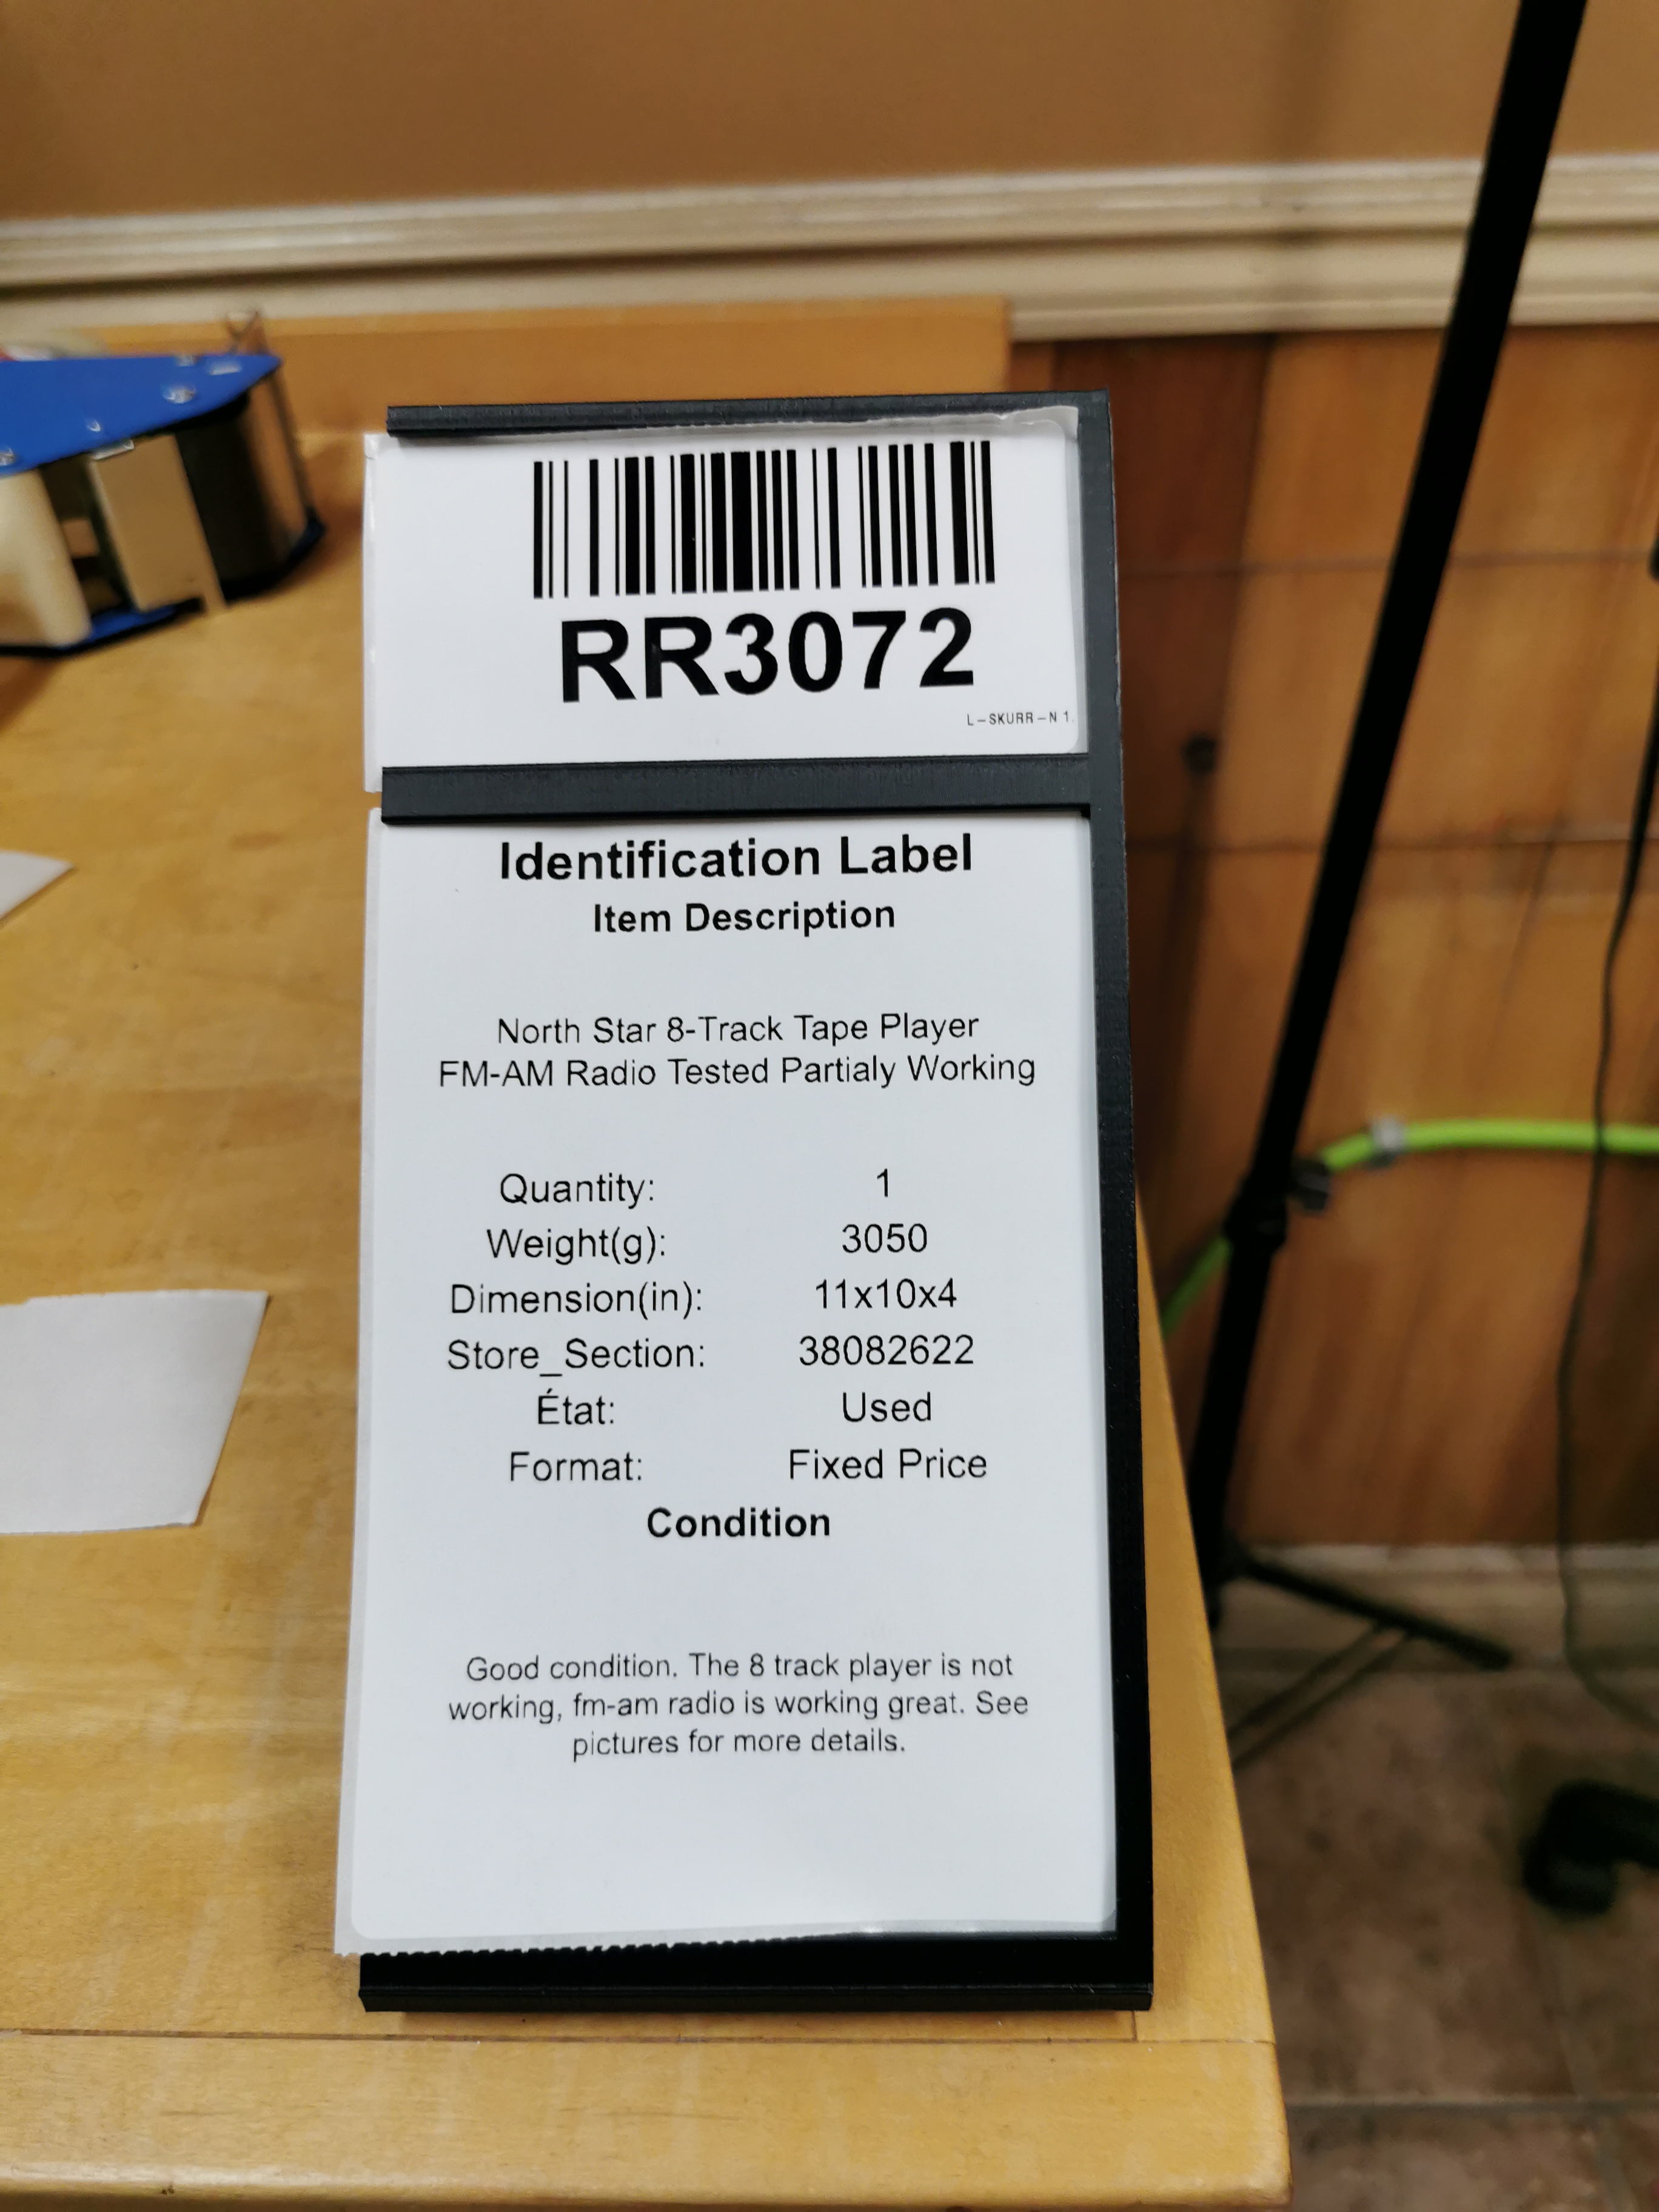 RR3072
L-SKURR-N 1.
Identification Label
Item Description
North Star 8-Track Tape Player
FM-AM Radio Tested Partialy Working
Quantity: 1
Weight(g): 3050
Dimension(in): 11x10x4
Store_Section: 38082622
État: Used
Format: Fixed Price
Condition
Good condition. The 8 track player is not
working, fm-am radio is working great. See
pictures for more details.